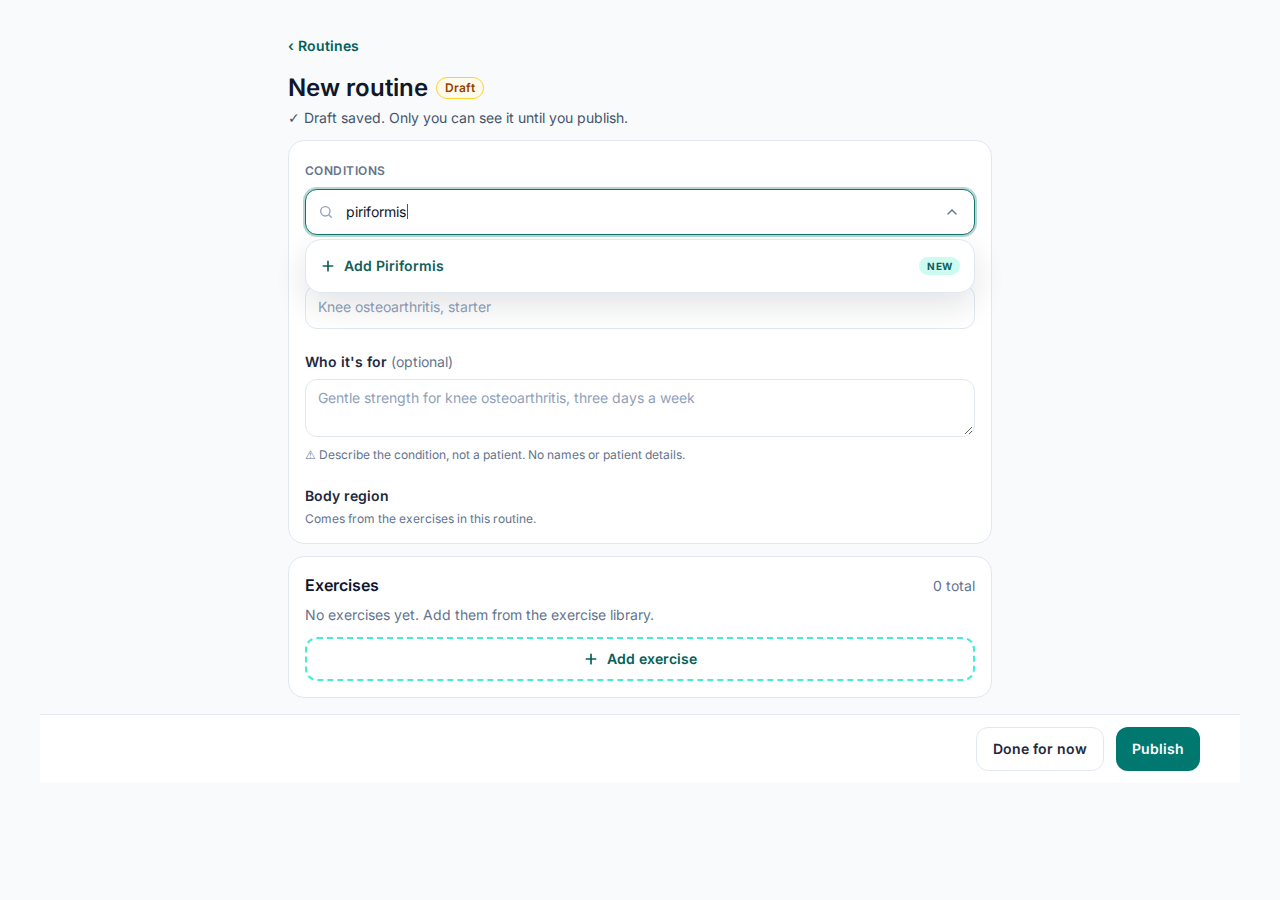 ‹ Routines
New routine Draft
✓ Draft saved. Only you can see it until you publish.
CONDITIONS
piriformis
+ Add Piriformis NEW
Knee osteoarthritis, starter
Who it's for (optional)
Gentle strength for knee osteoarthritis, three days a week
⚠ Describe the condition, not a patient. No names or patient details.
Body region
Comes from the exercises in this routine.
Exercises 0 total
No exercises yet. Add them from the exercise library.
+ Add exercise
Done for now Publish